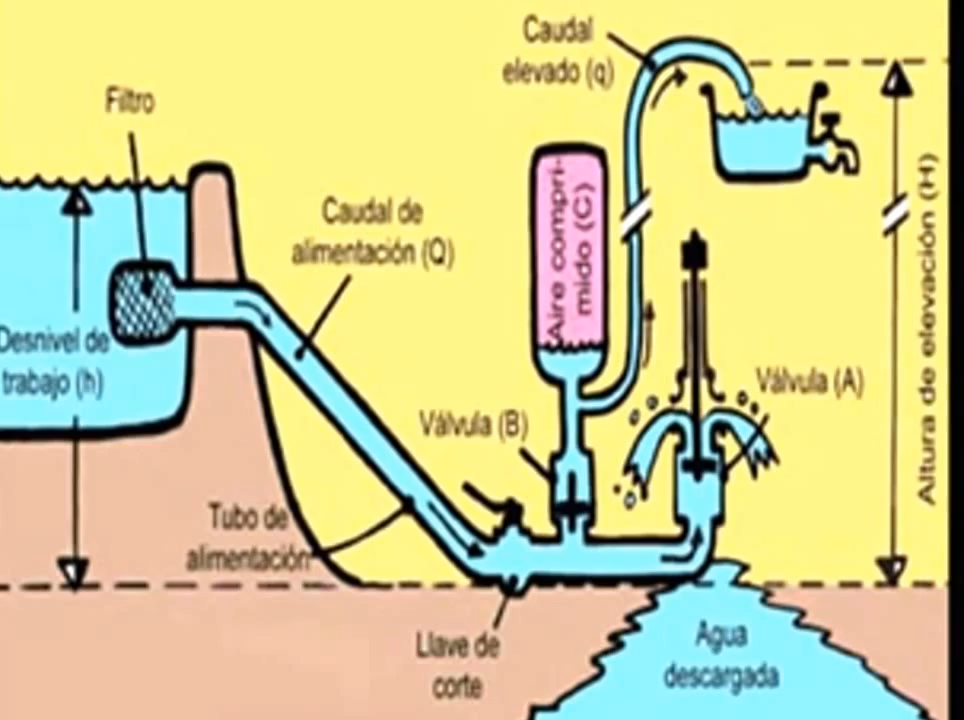 Caudal
elevado (q)
Filtro
Caudal de
alimentación (Q)
Aire compri-
mido (C)
Altura de elevación (H)
Desnivel de
trabajo (h)
Válvula (A)
Válvula (B)
Tubo de
alimentación
Llave de
corte
Agua
descargada